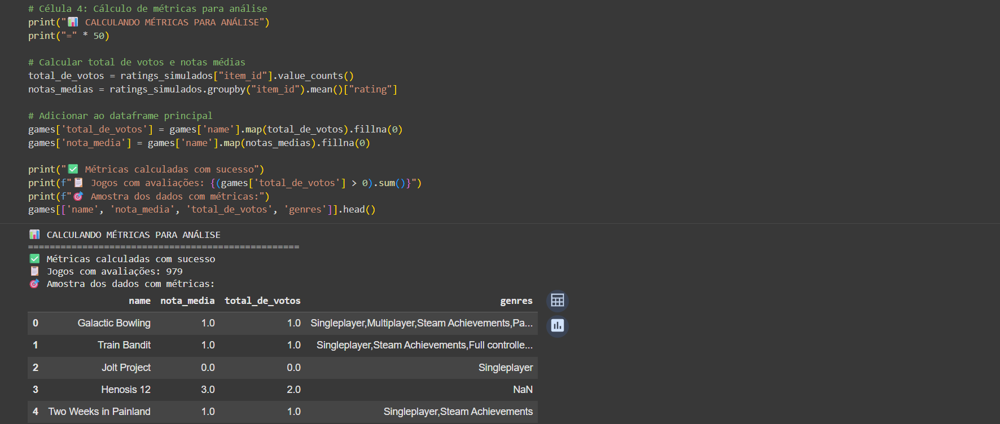 # Célula 4: Cálculo de métricas para análise
print("📊 CALCULANDO MÉTRICAS PARA ANÁLISE")
print("=" * 50)
# Calcular total de votos e notas médias
total_de_votos = ratings_simulados["item_id"].value_counts()
notas_medias = ratings_simulados.groupby("item_id").mean()["rating"]
# Adicionar ao dataframe principal
games['total_de_votos'] = games['name'].map(total_de_votos).fillna(0)
games['nota_media'] = games['name'].map(notas_medias).fillna(0)
print("✅ Métricas calculadas com sucesso")
print(f"📋 Jogos com avaliações: {(games['total_de_votos'] > 0).sum()}")
print(f"🎯 Amostra dos dados com métricas:")
games[['name', 'nota_media', 'total_de_votos', 'genres']].head()
📊 CALCULANDO MÉTRICAS PARA ANÁLISE
==================================================
✅ Métricas calculadas com sucesso
📋 Jogos com avaliações: 979
🎯 Amostra dos dados com métricas:
name nota_media total_de_votos genres
0 Galactic Bowling 1.0 1.0 Singleplayer,Multiplayer,Steam Achievements,Pa...
1 Train Bandit 1.0 1.0 Singleplayer,Steam Achievements,Full controlle...
2 Jolt Project 0.0 0.0 Singleplayer
3 Henosis 12 3.0 2.0 NaN
4 Two Weeks in Painland 1.0 1.0 Singleplayer,Steam Achievements